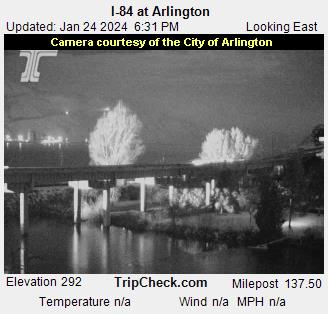 I-84 at Arlington
Updated: Jan 24 2024 6:31 PM Looking East
Camera courtesy of the City of Arlington
Elevation 292 TripCheck.com Milepost 137.50
Temperature n/a Wind n/a MPH n/a